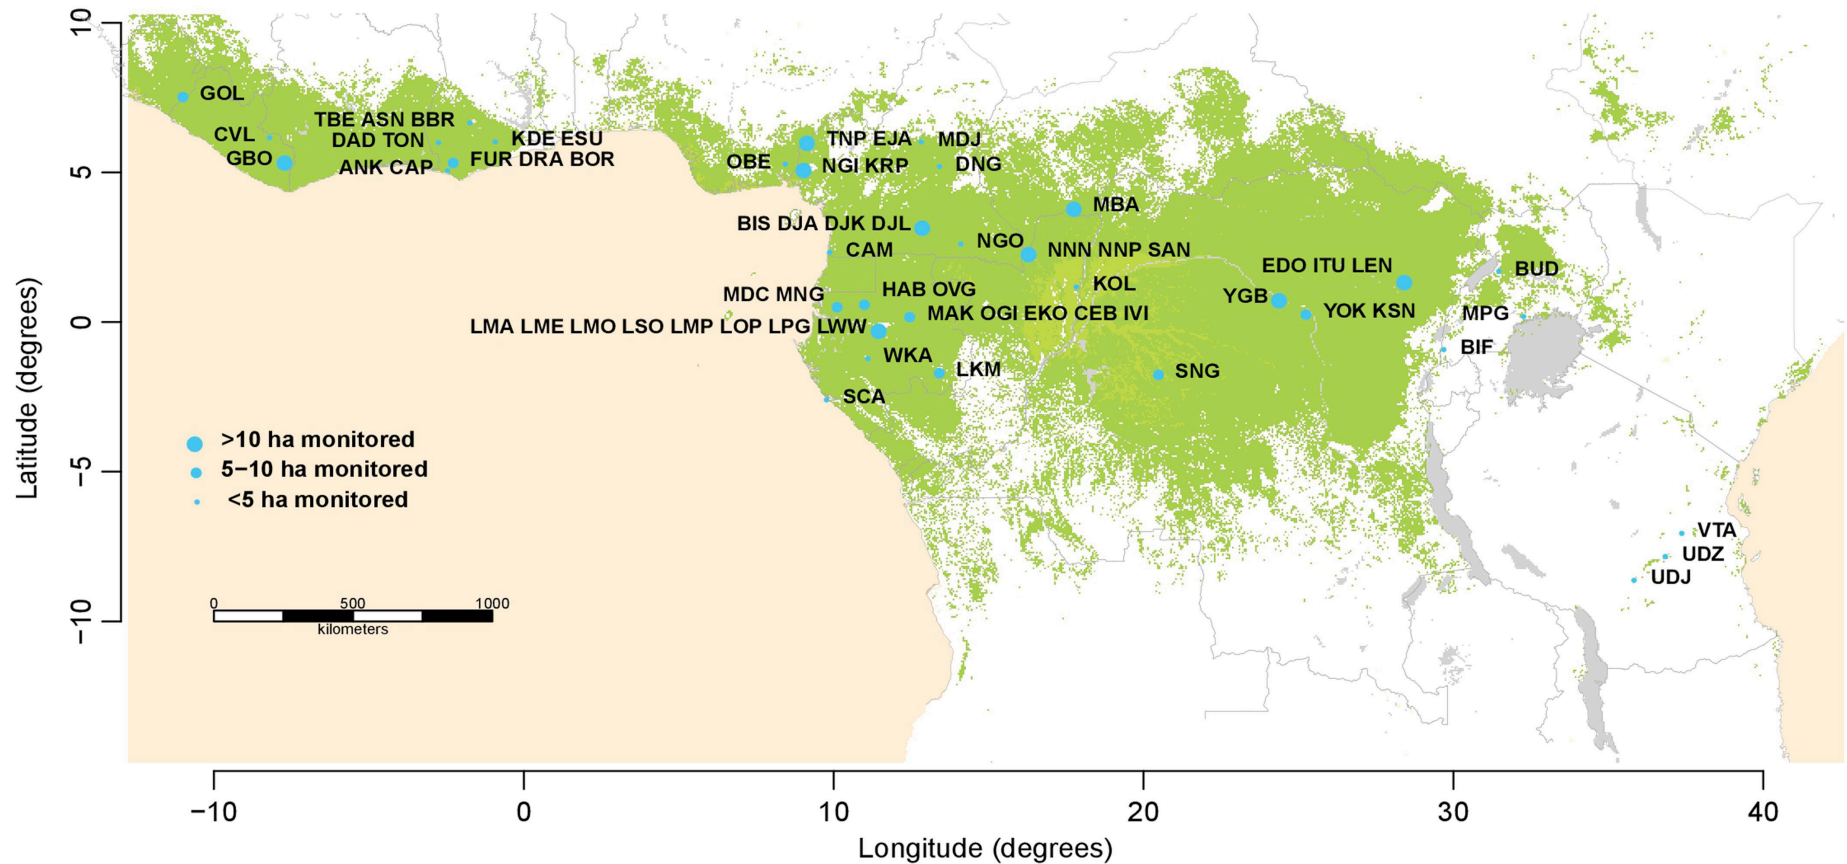 10
5
0
−5
−10
Latitude (degrees)
GOL
CVL
GBO
TBE ASN BBR
DAD TON
ANK CAP
KDE ESU
FUR DRA BOR
OBE
TNP EJA
MDJ
NGI KRP
DNG
MBA
BIS DJA DJK DJL
CAM
NGO
NNN NNP SAN
EDO ITU LEN
BUD
KOL
HAB OVG
MDC MNG
YGB
YOK KSN
MPG
MAK OGI EKO CEB IVI
LMA LME LMO LSO LMP LOP LPG LWW
BIF
WKA
LKM
SNG
SCA
>10 ha monitored
5−10 ha monitored
<5 ha monitored
VTA
UDZ
UDJ
0 500 1000
kilometers
−10 0 10 20 30 40
Longitude (degrees)